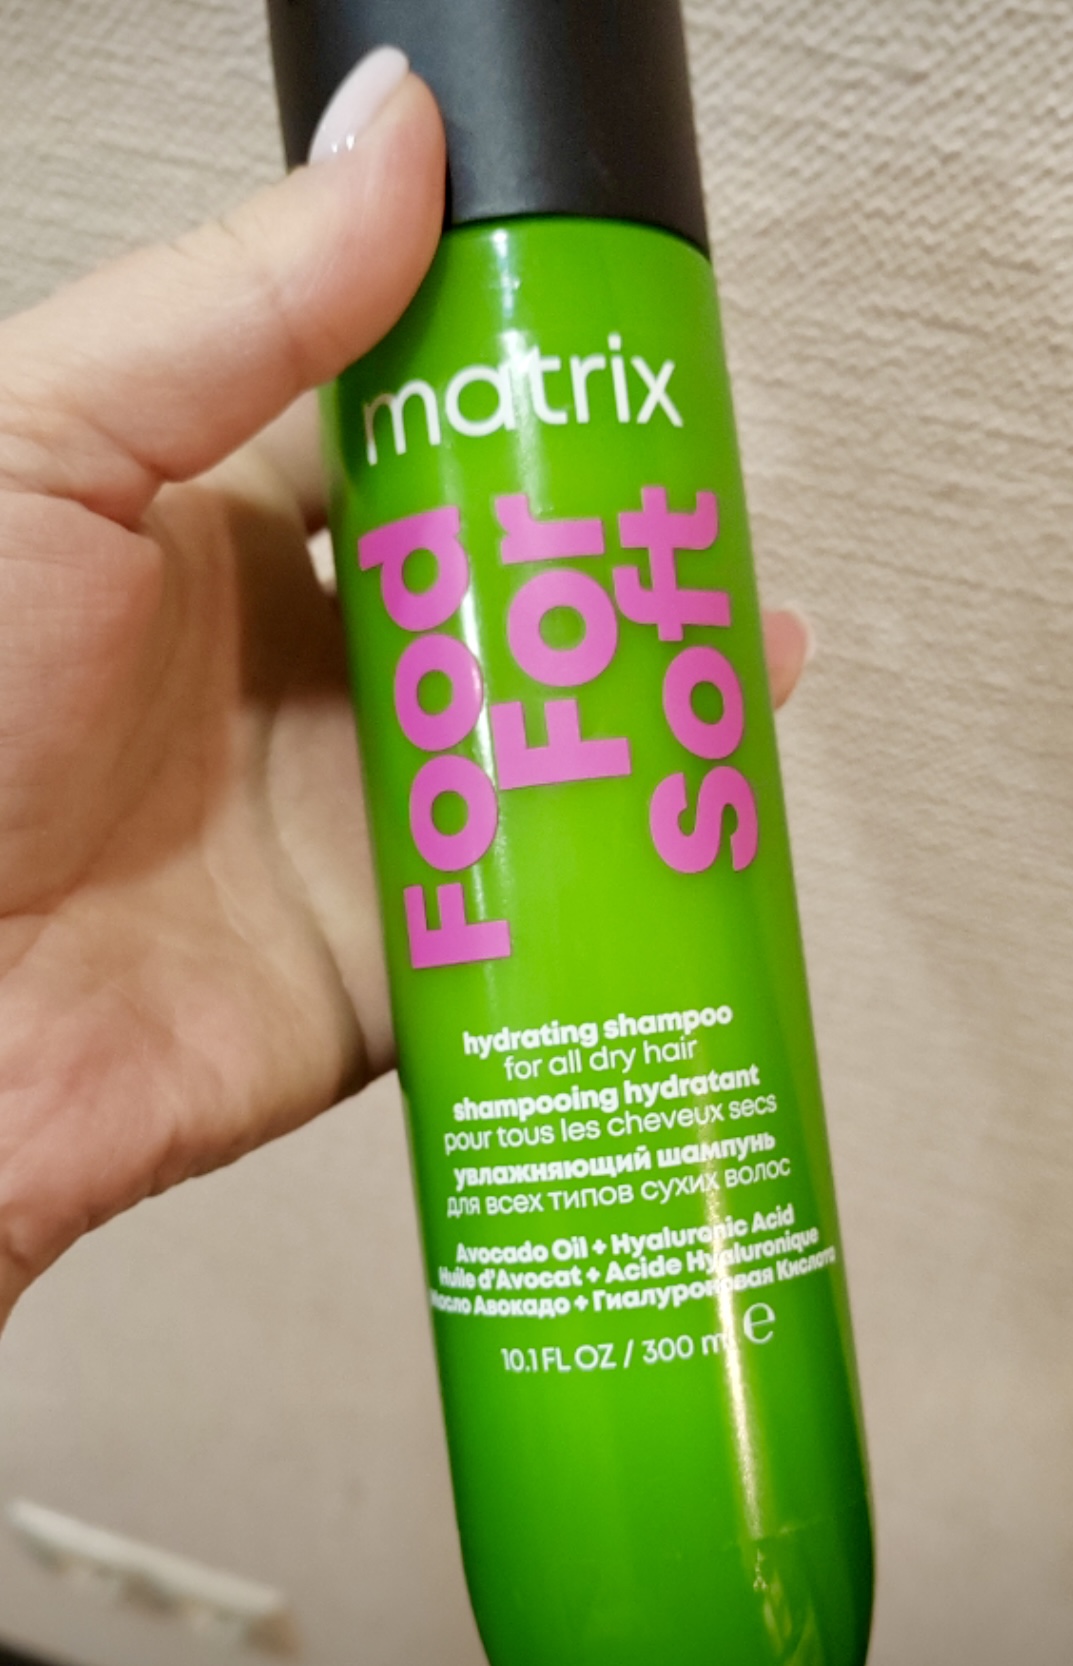 matrix
Food
For
Soft
hydrating shampoo
for all dry hair
shampooing hydratant
pour tous les cheveux secs
увлажняющий шампунь
для всех типов сухих волос
Avocado Oil + Hyaluronic Acid
Huile d'Avocat + Acide Hyaluronique
Масло Авокадо + Гиалуроновая Кислота
10.1 FL OZ / 300 m ℮